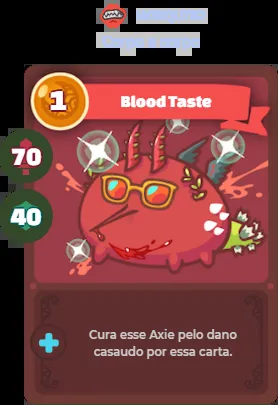 1
Blood Taste
70
40
Cura esse Axie pelo dano
casaudo por essa carta.